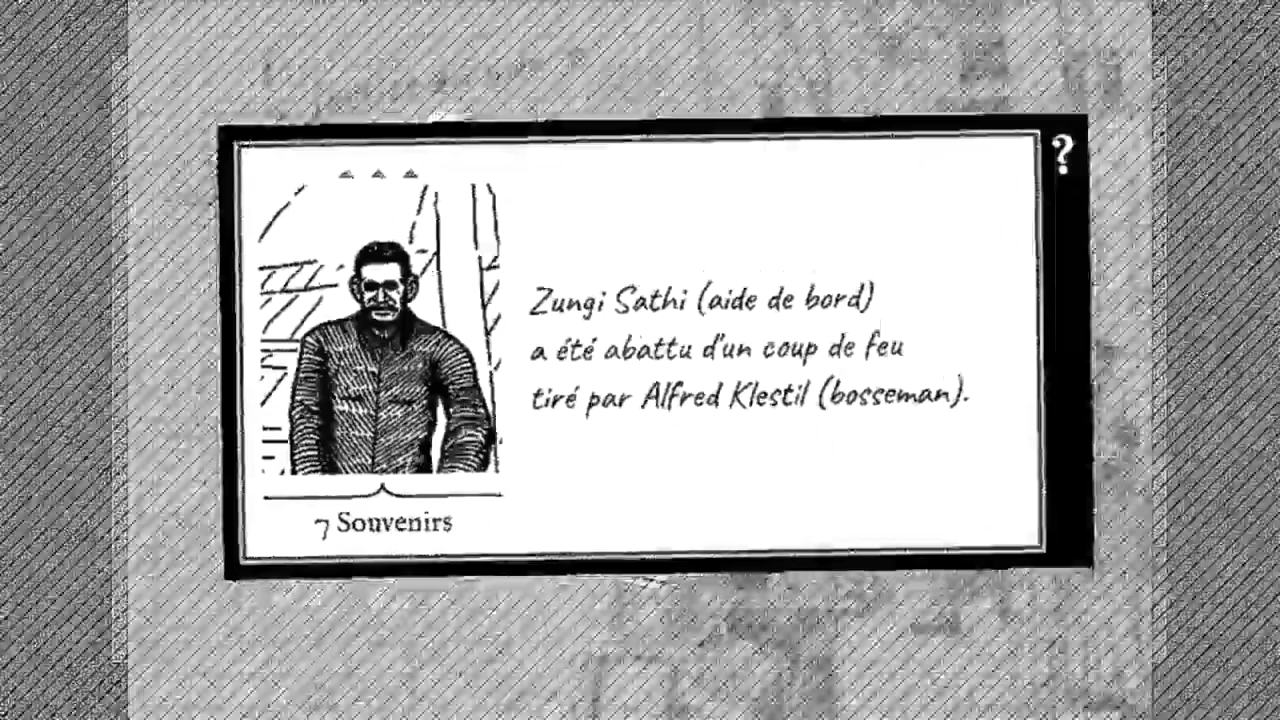 ?
Zungi Sathi (aide de bord)
a été abattu d'un coup de feu
tiré par Alfred Klestil (bosseman).
7 Souvenirs